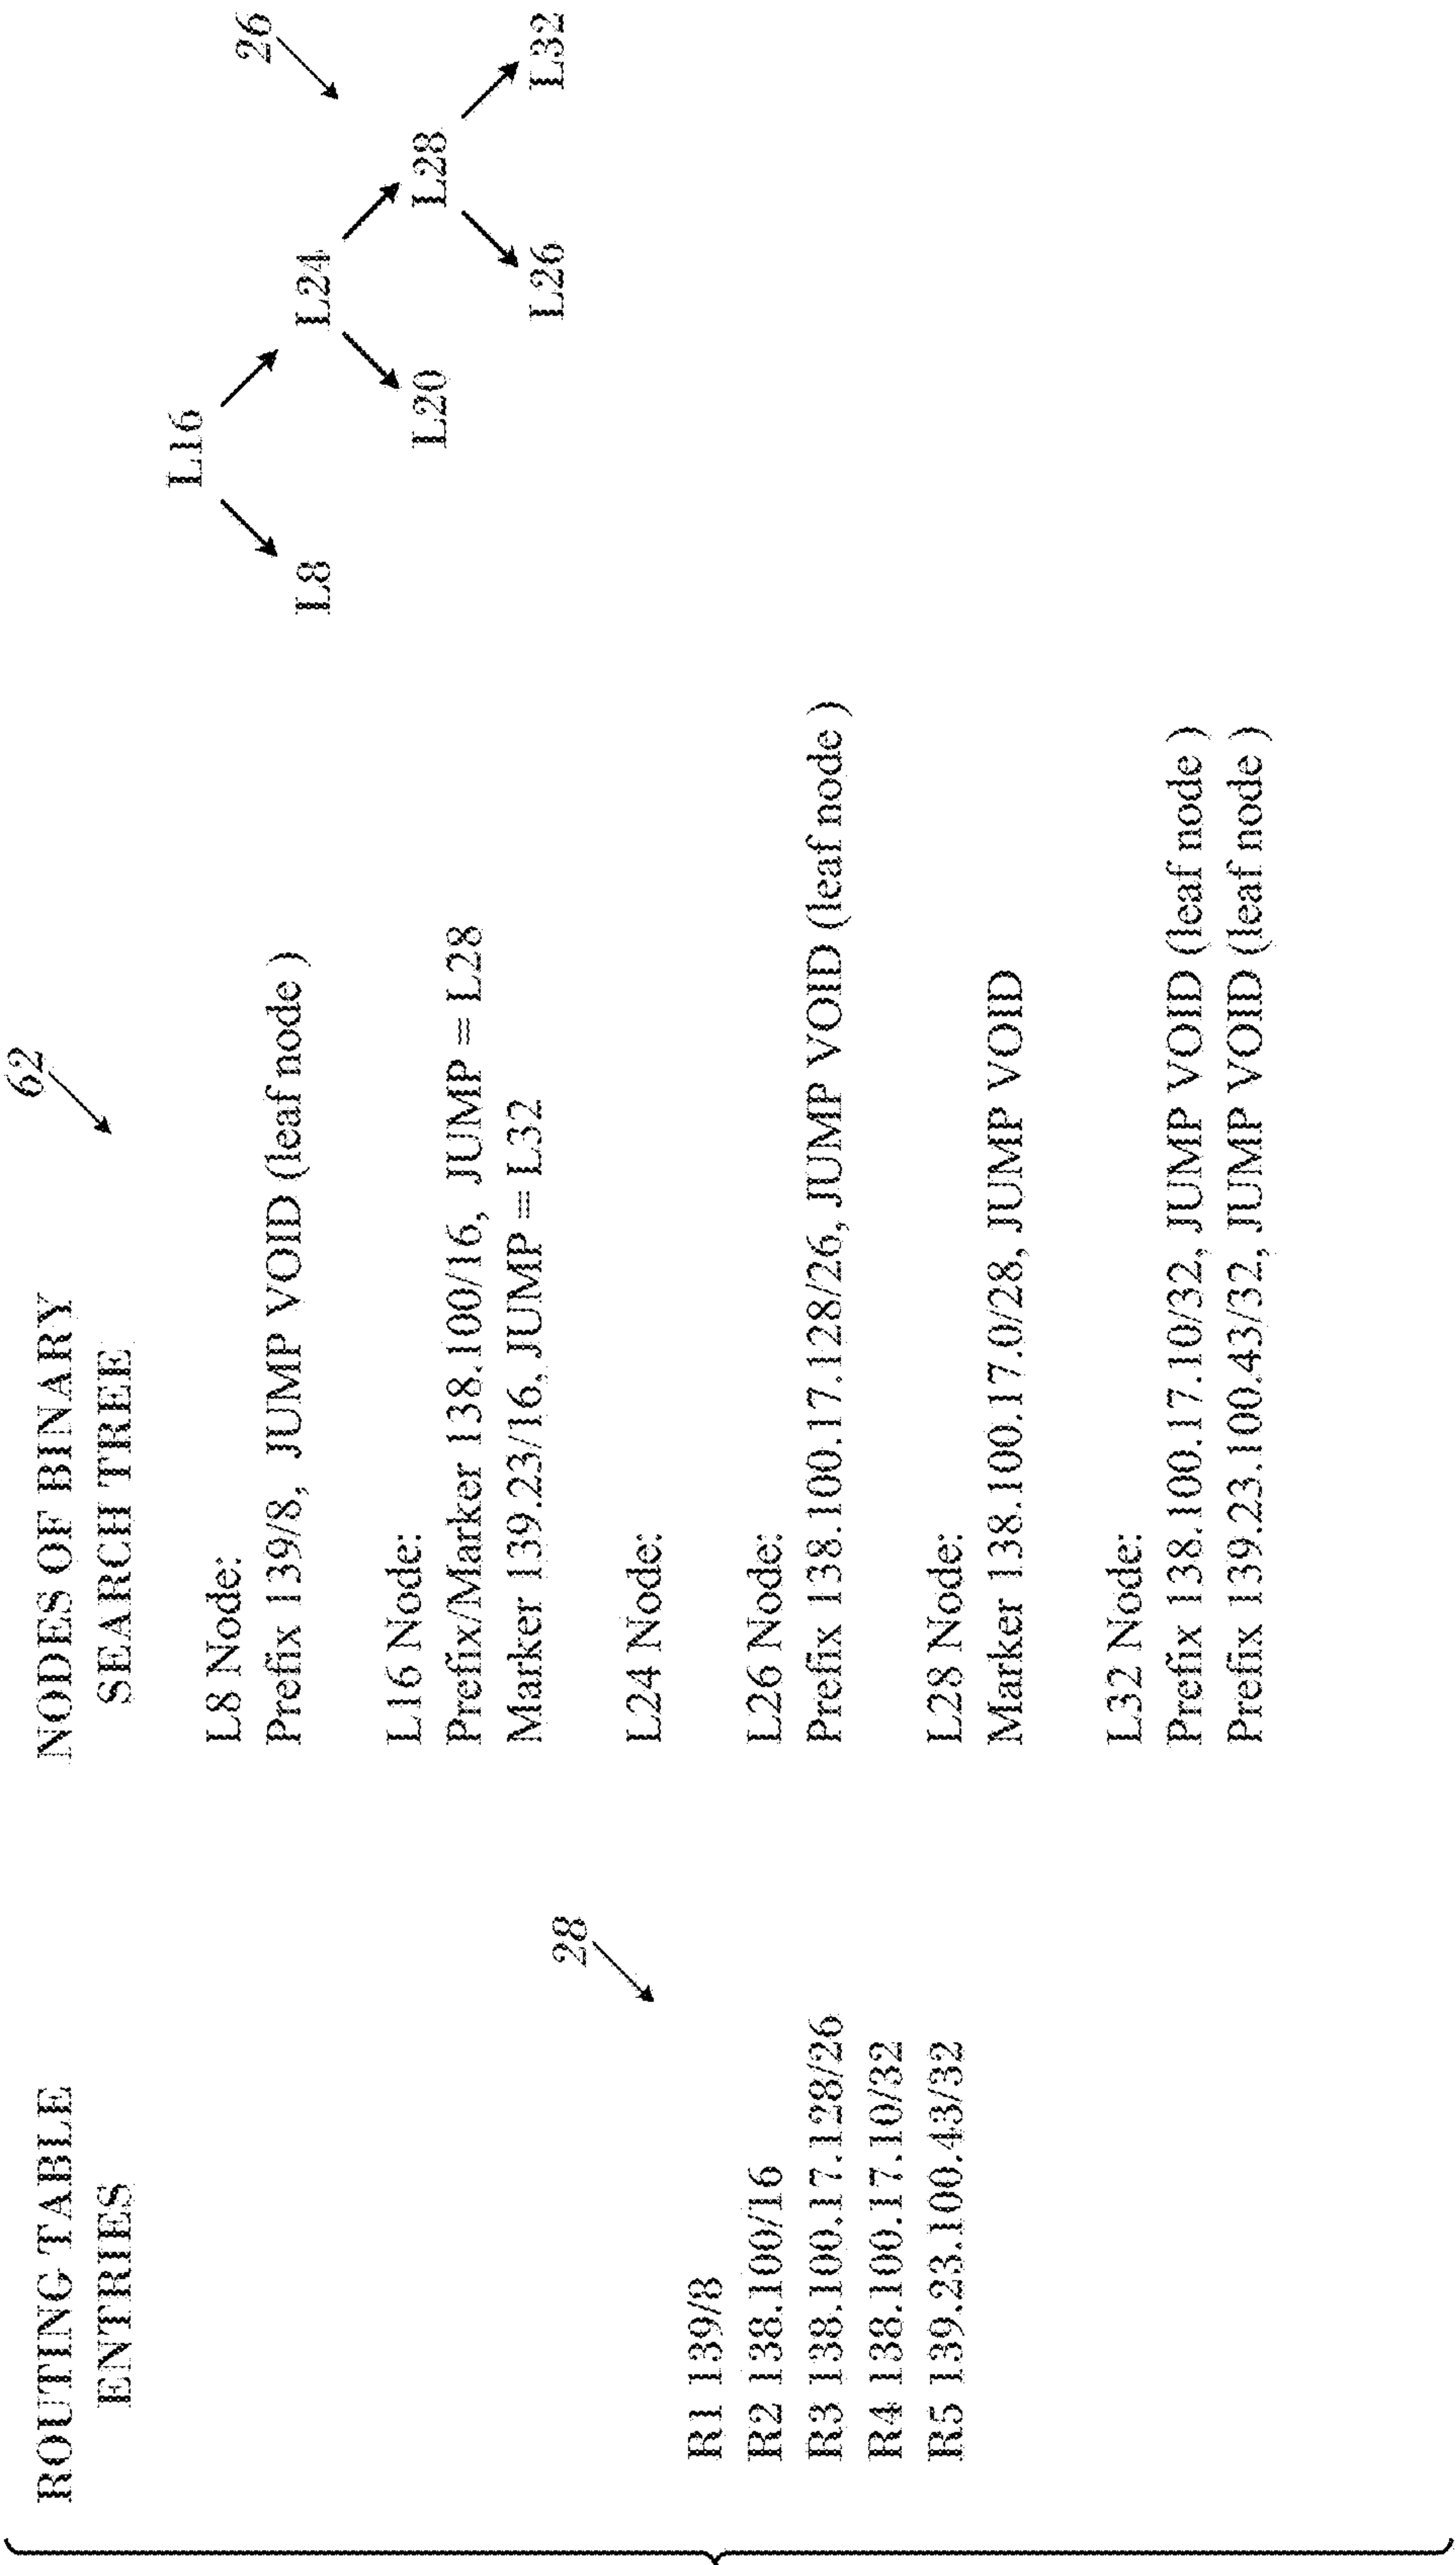 ROUTING TABLE
ENTRIES
28
R1 139/8
R2 138.100/16
R3 138.100.17.128/26
R4 138.100.17.10/32
R5 139.23.100.43/32
62
NODES OF BINARY
SEARCH TREE
L8 Node:
Prefix 139/8, JUMP VOID (leaf node )
L16 Node:
Prefix/Marker 138.100/16, JUMP = L28
Marker 139.23/16, JUMP = L32
L24 Node:
L26 Node:
Prefix 138.100.17.128/26, JUMP VOID (leaf node )
L28 Node:
Marker 138.100.17.0/28, JUMP VOID
L32 Node:
Prefix 138.100.17.10/32, JUMP VOID (leaf node )
Prefix 139.23.100.43/32, JUMP VOID (leaf node )
26
L16
L8 L24
L20 L28
L26 L32